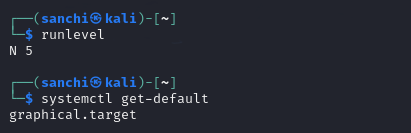 ┌──(sanchi㉿kali)-[~]
└─$ runlevel
N 5
┌──(sanchi㉿kali)-[~]
└─$ systemctl get-default
graphical.target